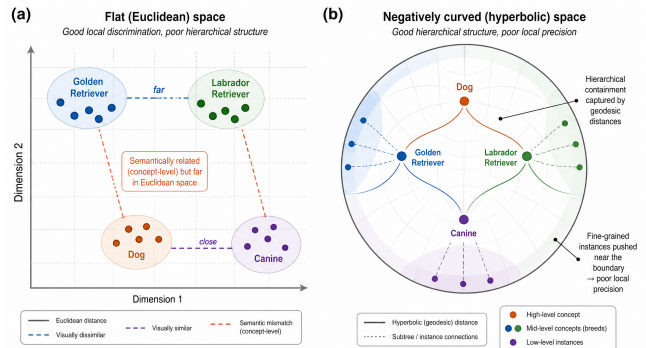 (a)
Flat (Euclidean) space
Good local discrimination, poor hierarchical structure
Golden
Retriever
far
Labrador
Retriever
Semantically related
(concept-level) but far
in Euclidean space
Dog
close
Canine
Dimension 2
Dimension 1
Euclidean distance
Visually dissimilar
Visually similar
Semantic mismatch
(concept-level)
(b)
Negatively curved (hyperbolic) space
Good hierarchical structure, poor local precision
Dog
Hierarchical
containment
captured by
geodesic
distances
Golden
Retriever
Labrador
Retriever
Canine
Fine-grained
instances pushed
near the
boundary
→ poor local
precision
Hyperbolic (geodesic) distance
Subtree / instance connections
High-level concept
Mid-level concepts (breeds)
Low-level instances